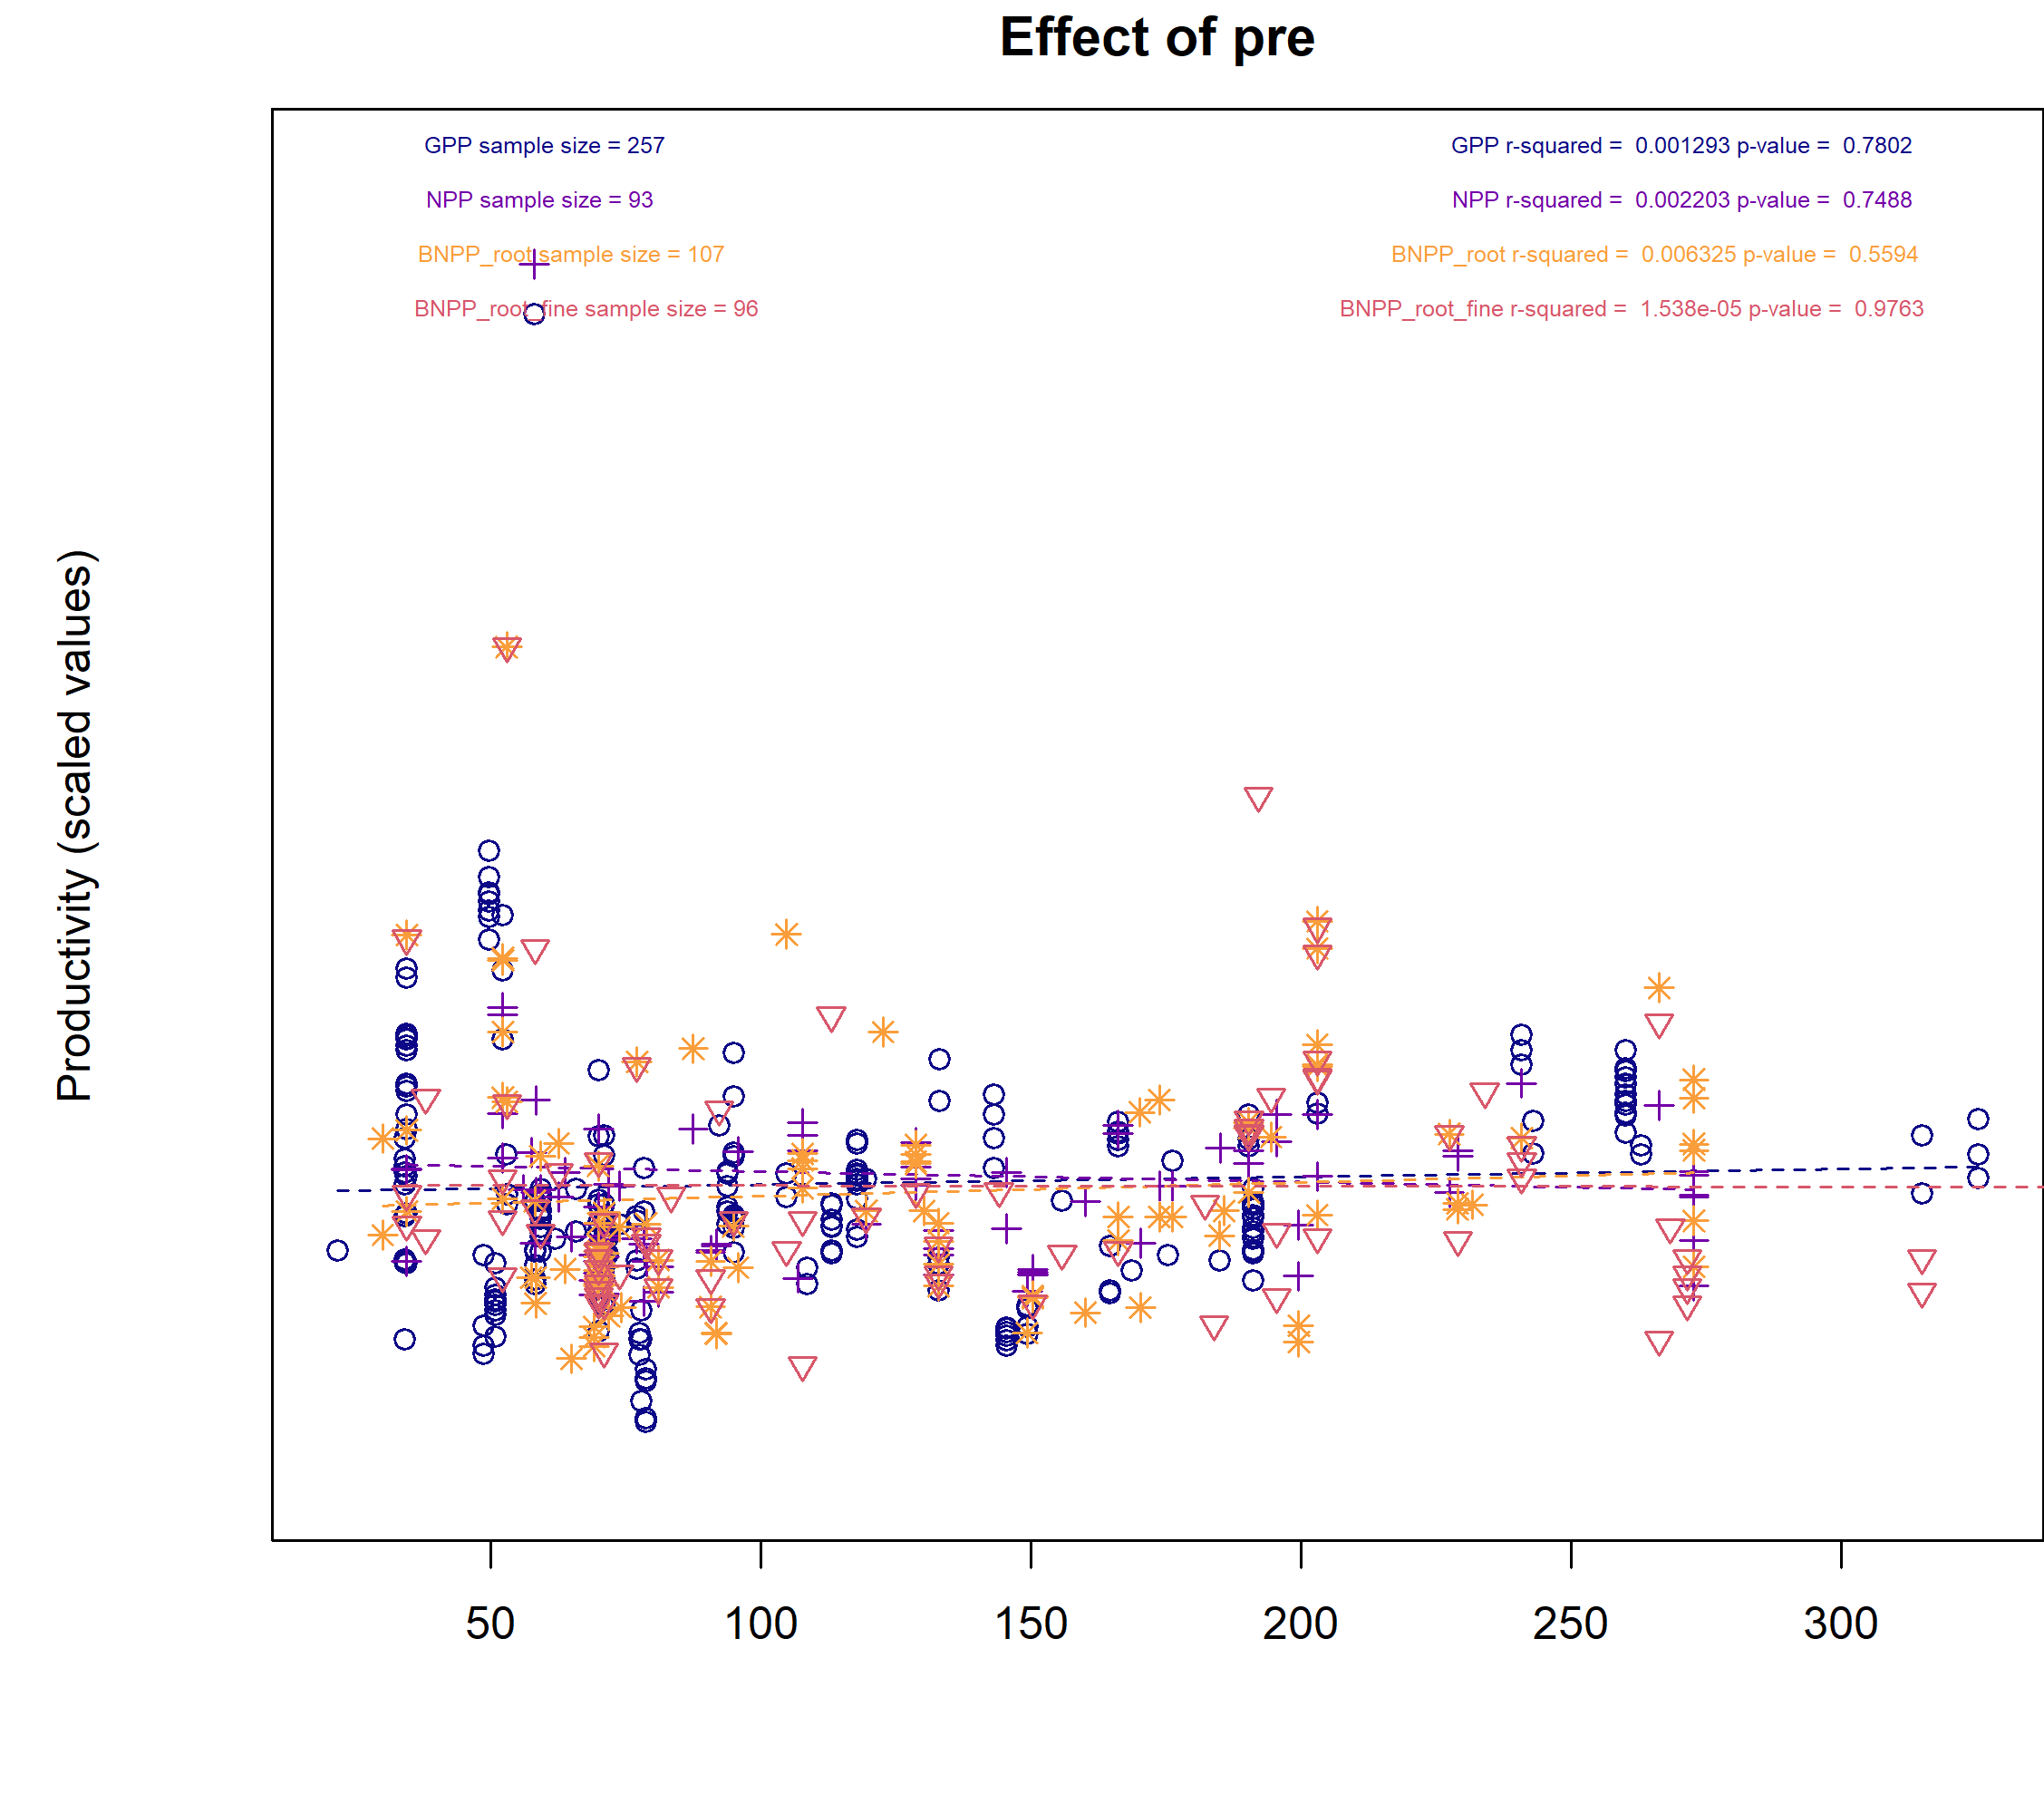 Effect of pre
GPP sample size = 257
GPP r-squared = 0.001293 p-value = 0.7802
NPP sample size = 93
NPP r-squared = 0.002203 p-value = 0.7488
BNPP_root sample size = 107
BNPP_root r-squared = 0.006325 p-value = 0.5594
BNPP_root_fine sample size = 96
BNPP_root_fine r-squared = 1.538e-05 p-value = 0.9763
Productivity (scaled values)
50 100 150 200 250 300